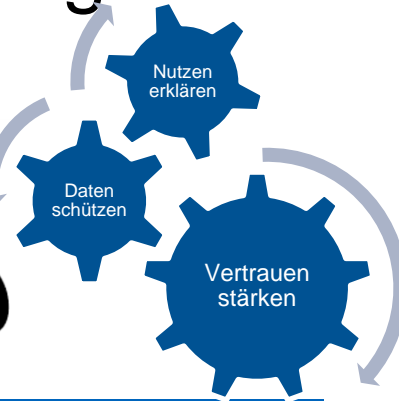 Nutzen
erklären
Daten
schützen
Vertrauen
stärken